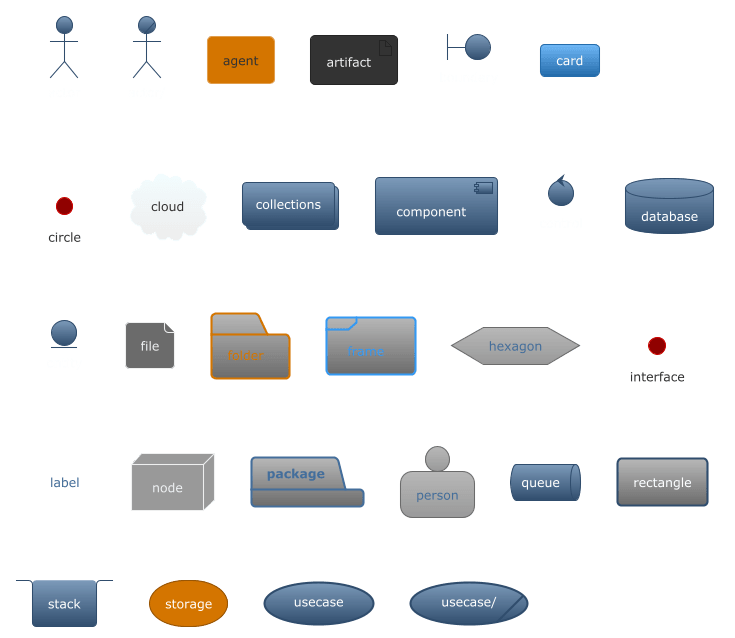 agent
artifact
card
circle
cloud
collections
component
database
file
folder
frame
hexagon
interface
label
node
package
person
queue
rectangle
stack
storage
usecase
usecase/